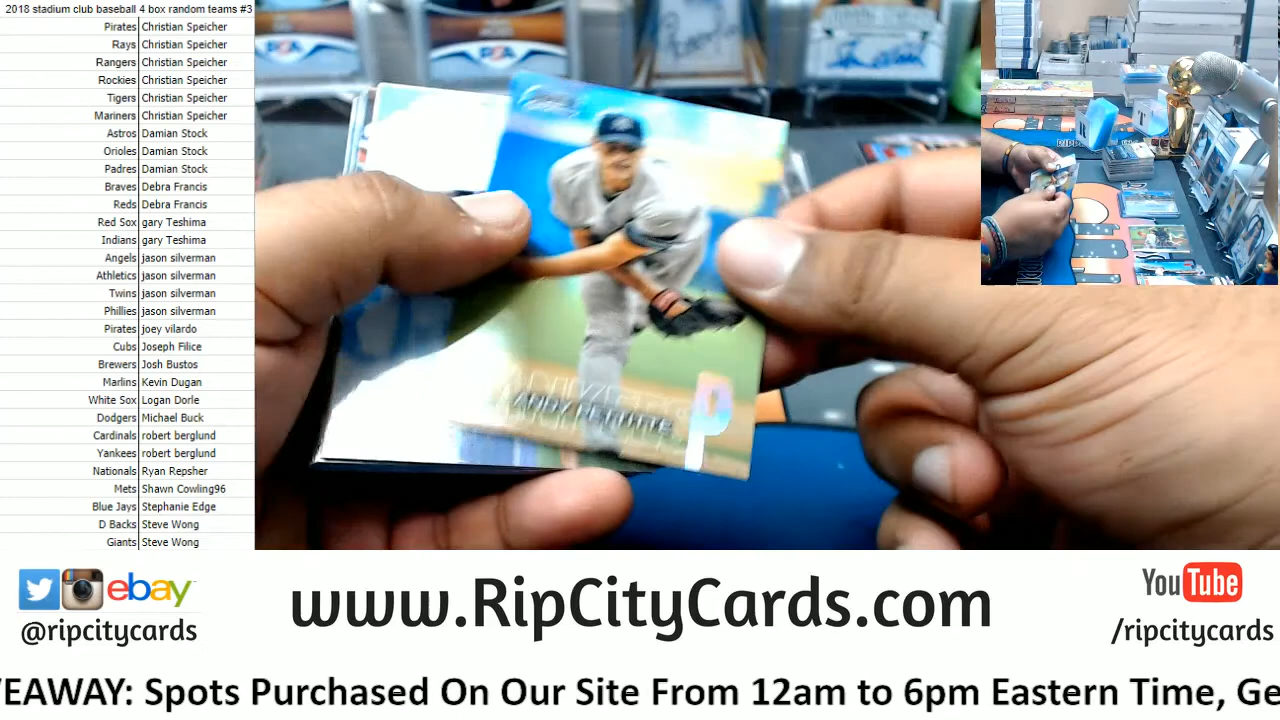 2018 stadium club baseball 4 box random teams #3
Pirates Christian Speicher
Rays Christian Speicher
Rangers Christian Speicher
Rockies Christian Speicher
Tigers Christian Speicher
Mariners Christian Speicher
Astros Damian Stock
Orioles Damian Stock
Padres Damian Stock
Braves Debra Francis
Reds Debra Francis
Red Sox gary Teshima
Indians gary Teshima
Angels jason silverman
Athletics jason silverman
Twins jason silverman
Phillies jason silverman
Pirates joey vilardo
Cubs Joseph Filice
Brewers Josh Bustos
Marlins Kevin Dugan
White Sox Logan Dorle
Dodgers Michael Buck
Cardinals robert berglund
Yankees robert berglund
Nationals Ryan Repsher
Mets Shawn Cowling96
Blue Jays Stephanie Edge
D Backs Steve Wong
Giants Steve Wong
PSA
PSA
ANDY PETTITTE
P
ebay
@ripcitycards
www.RipCityCards.com
YouTube
/ripcitycards
VEAWAY: Spots Purchased On Our Site From 12am to 6pm Eastern Time, Ge